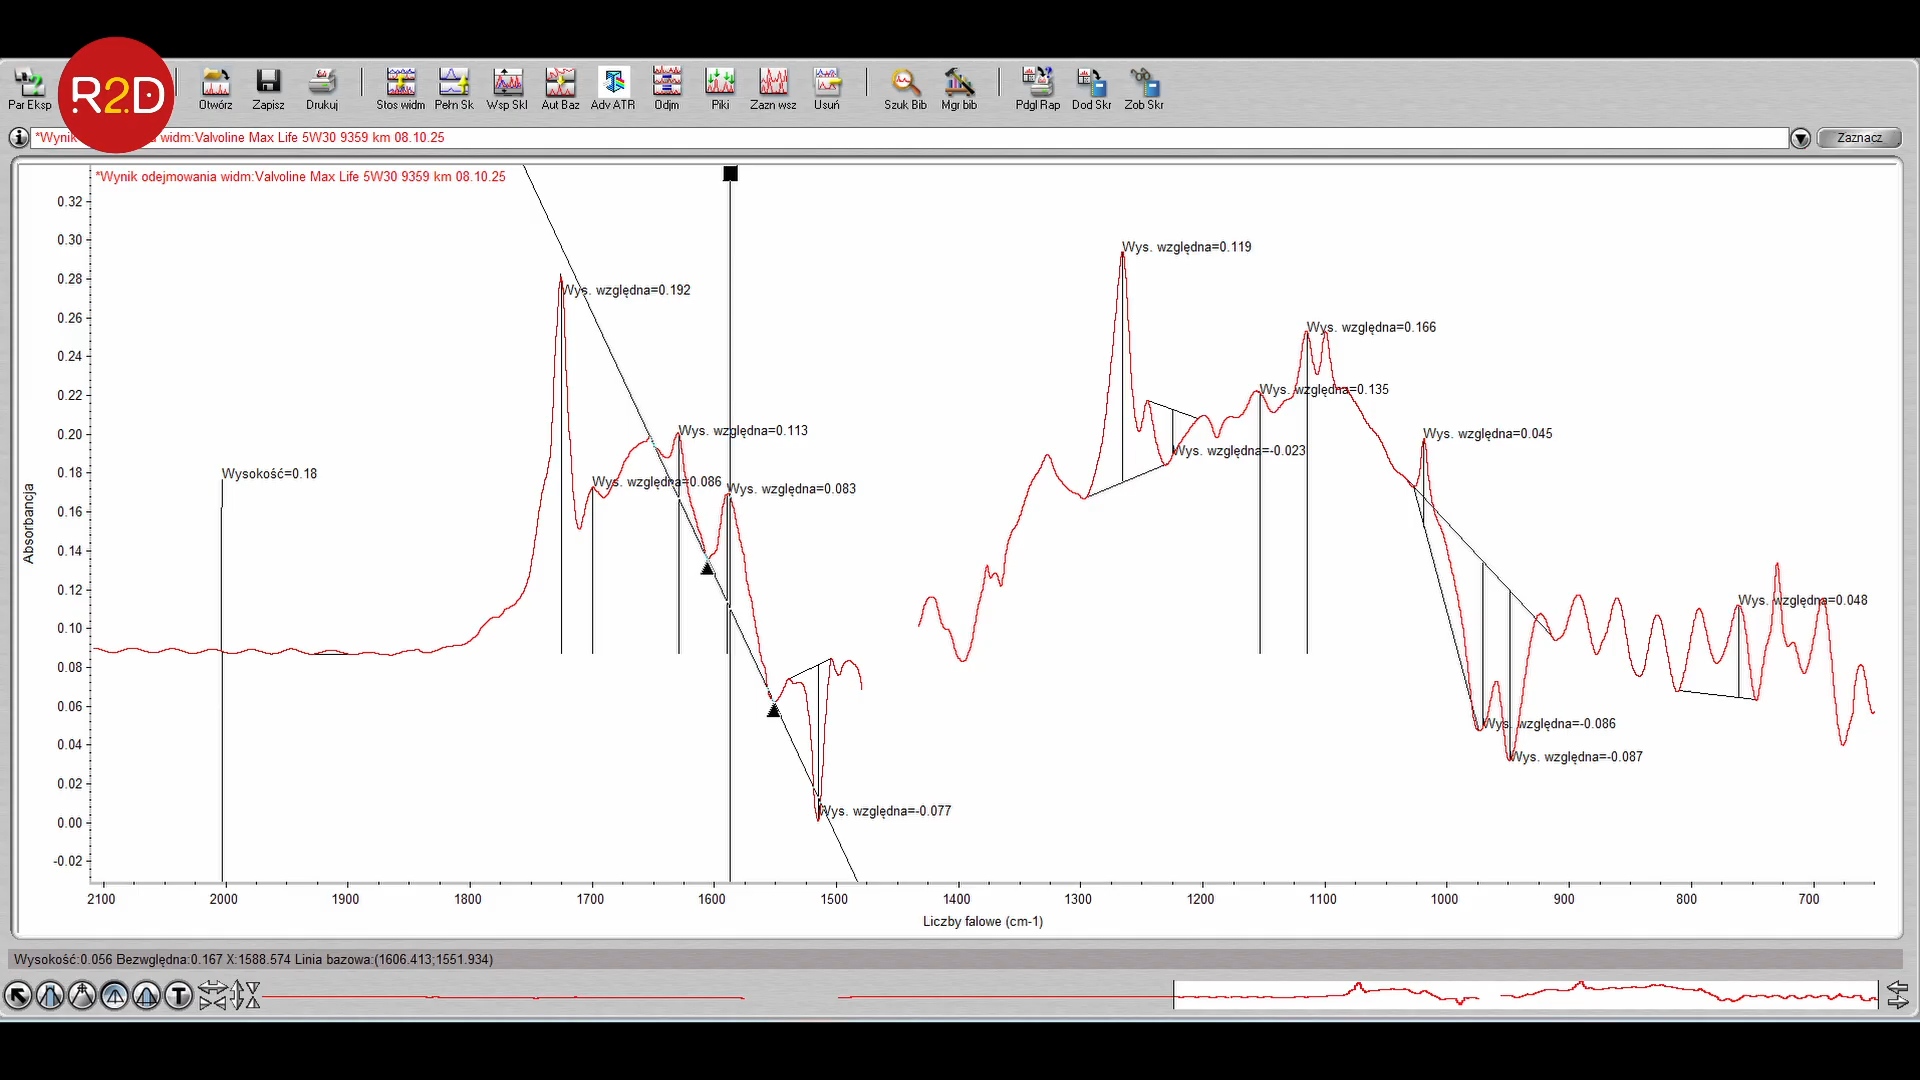 R2D
Par Eksp
Otwórz
Zapisz
Drukuj
Stos widm
Pełn Sk
Wsp Skl
Aut Baz
Adv ATR
Odjm
Piki
Zazn wsz
Usuń
Szuk Bib
Mgr bib
Pdgl Rap
Dod Skr
Zob Skr
*Wynik widm:Valvoline Max Life 5W30 9359 km 08.10.25
Zaznacz
*Wynik odejmowania widm:Valvoline Max Life 5W30 9359 km 08.10.25
0.32
0.30
0.28
0.26
0.24
0.22
0.20
0.18
0.16
0.14
0.12
0.10
0.08
0.06
0.04
0.02
0.00
-0.02
Absorbancja
Wysokość=0.18
Wys. względna=0.192
Wys. względna=0.086
Wys. względna=0.113
Wys. względna=0.083
Wys. względna=-0.077
Wys. względna=0.119
Wys. względna=-0.023
Wys. względna=0.135
Wys. względna=0.166
Wys. względna=0.045
Wys. względna=-0.086
Wys. względna=-0.087
Wys. względna=0.048
2100
2000
1900
1800
1700
1600
1500
1400
1300
1200
1100
1000
900
800
700
Liczby falowe (cm-1)
Wysokość:0.056 Bezwzględna:0.167 X:1588.574 Linia bazowa:(1606.413;1551.934)
T